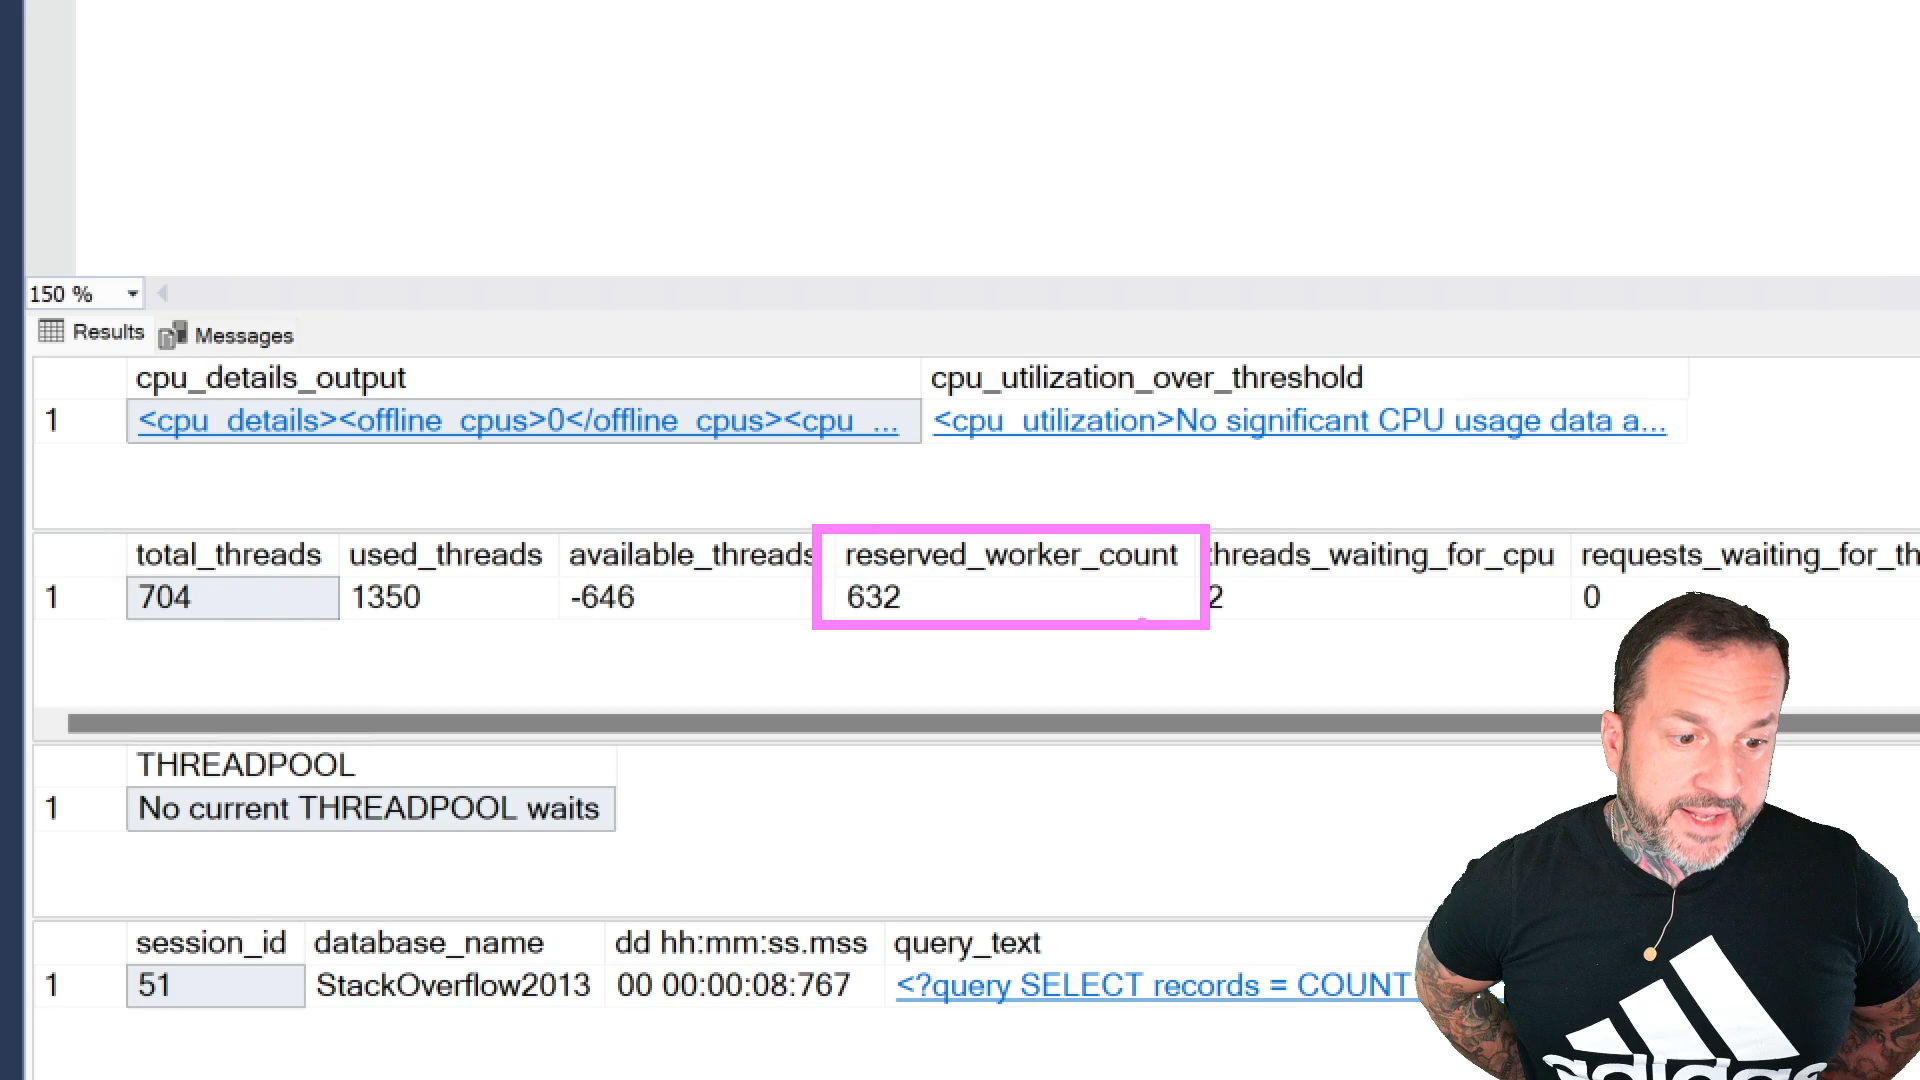 150 %
Results Messages
cpu_details_output cpu_utilization_over_threshold
1 <cpu_details><offline_cpus>0</offline_cpus><cpu_... <cpu_utilization>No significant CPU usage data a...
total_threads used_threads available_threads reserved_worker_count threads_waiting_for_cpu requests_waiting_for_th
1 704 1350 -646 632 2 0
THREADPOOL
1 No current THREADPOOL waits
session_id database_name dd hh:mm:ss.mss query_text
1 51 StackOverflow2013 00 00:00:08:767 <?query SELECT records = COUNT
adidas